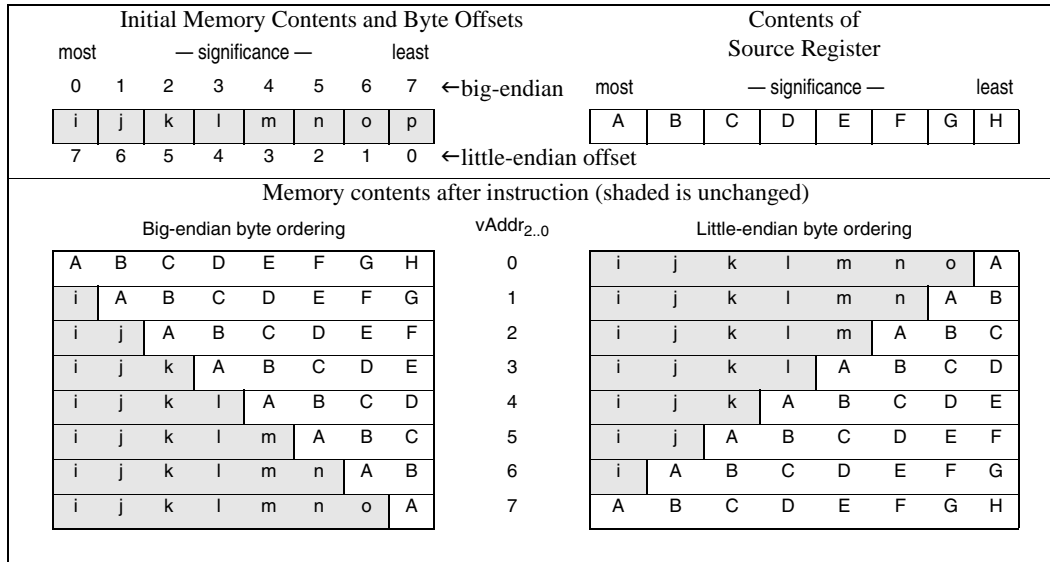 Initial Memory Contents and Byte Offsets
most — significance — least
0 1 2 3 4 5 6 7 ←big-endian
i j k l m n o p
7 6 5 4 3 2 1 0 ←little-endian offset
Contents of
Source Register
most — significance — least
A B C D E F G H
Memory contents after instruction (shaded is unchanged)
Big-endian byte ordering vAddr2..0 Little-endian byte ordering
A B C D E F G H 0 i j k l m n o A
i A B C D E F G 1 i j k l m n A B
i j A B C D E F 2 i j k l m A B C
i j k A B C D E 3 i j k l A B C D
i j k l A B C D 4 i j k A B C D E
i j k l m A B C 5 i j A B C D E F
i j k l m n A B 6 i A B C D E F G
i j k l m n o A 7 A B C D E F G H